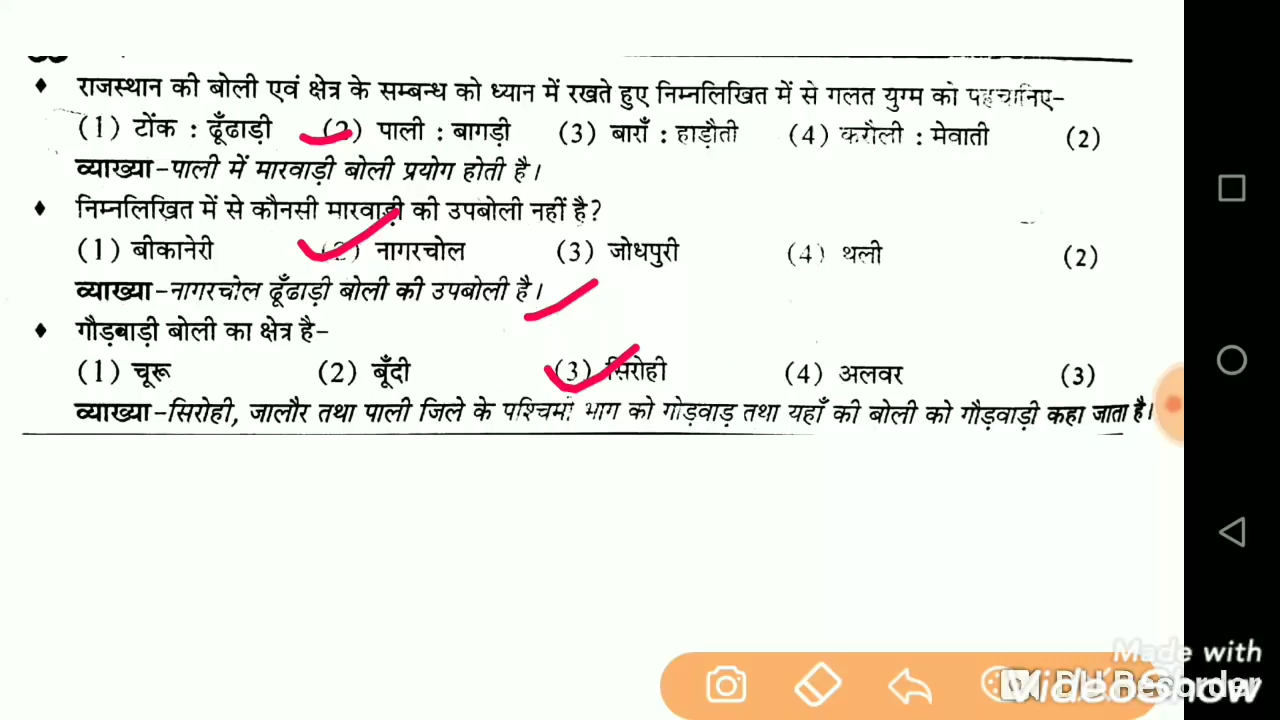 ♦ राजस्थान की बोली एवं क्षेत्र के सम्बन्ध को ध्यान में रखते हुए निम्नलिखित में से गलत युग्म को पहचानिए-
(1) टोंक : ढूँढाड़ी (2) पाली : बागड़ी (3) बाराँ : हाड़ौती (4) करौली : मेवाती (2)
व्याख्या-पाली में मारवाड़ी बोली प्रयोग होती है।
♦ निम्नलिखित में से कौनसी मारवाड़ी की उपबोली नहीं है?
(1) बीकानेरी (2) नागरचोल (3) जोधपुरी (4) थली (2)
व्याख्या-नागरचोल ढूँढाड़ी बोली की उपबोली है।
♦ गौड़वाड़ी बोली का क्षेत्र है-
(1) चूरू (2) बूँदी (3) सिरोही (4) अलवर (3)
व्याख्या-सिरोही, जालौर तथा पाली जिले के पश्चिमी भाग को गोड़वाड़ तथा यहाँ की बोली को गौड़वाड़ी कहा जाता है।
Made with
VideoShow